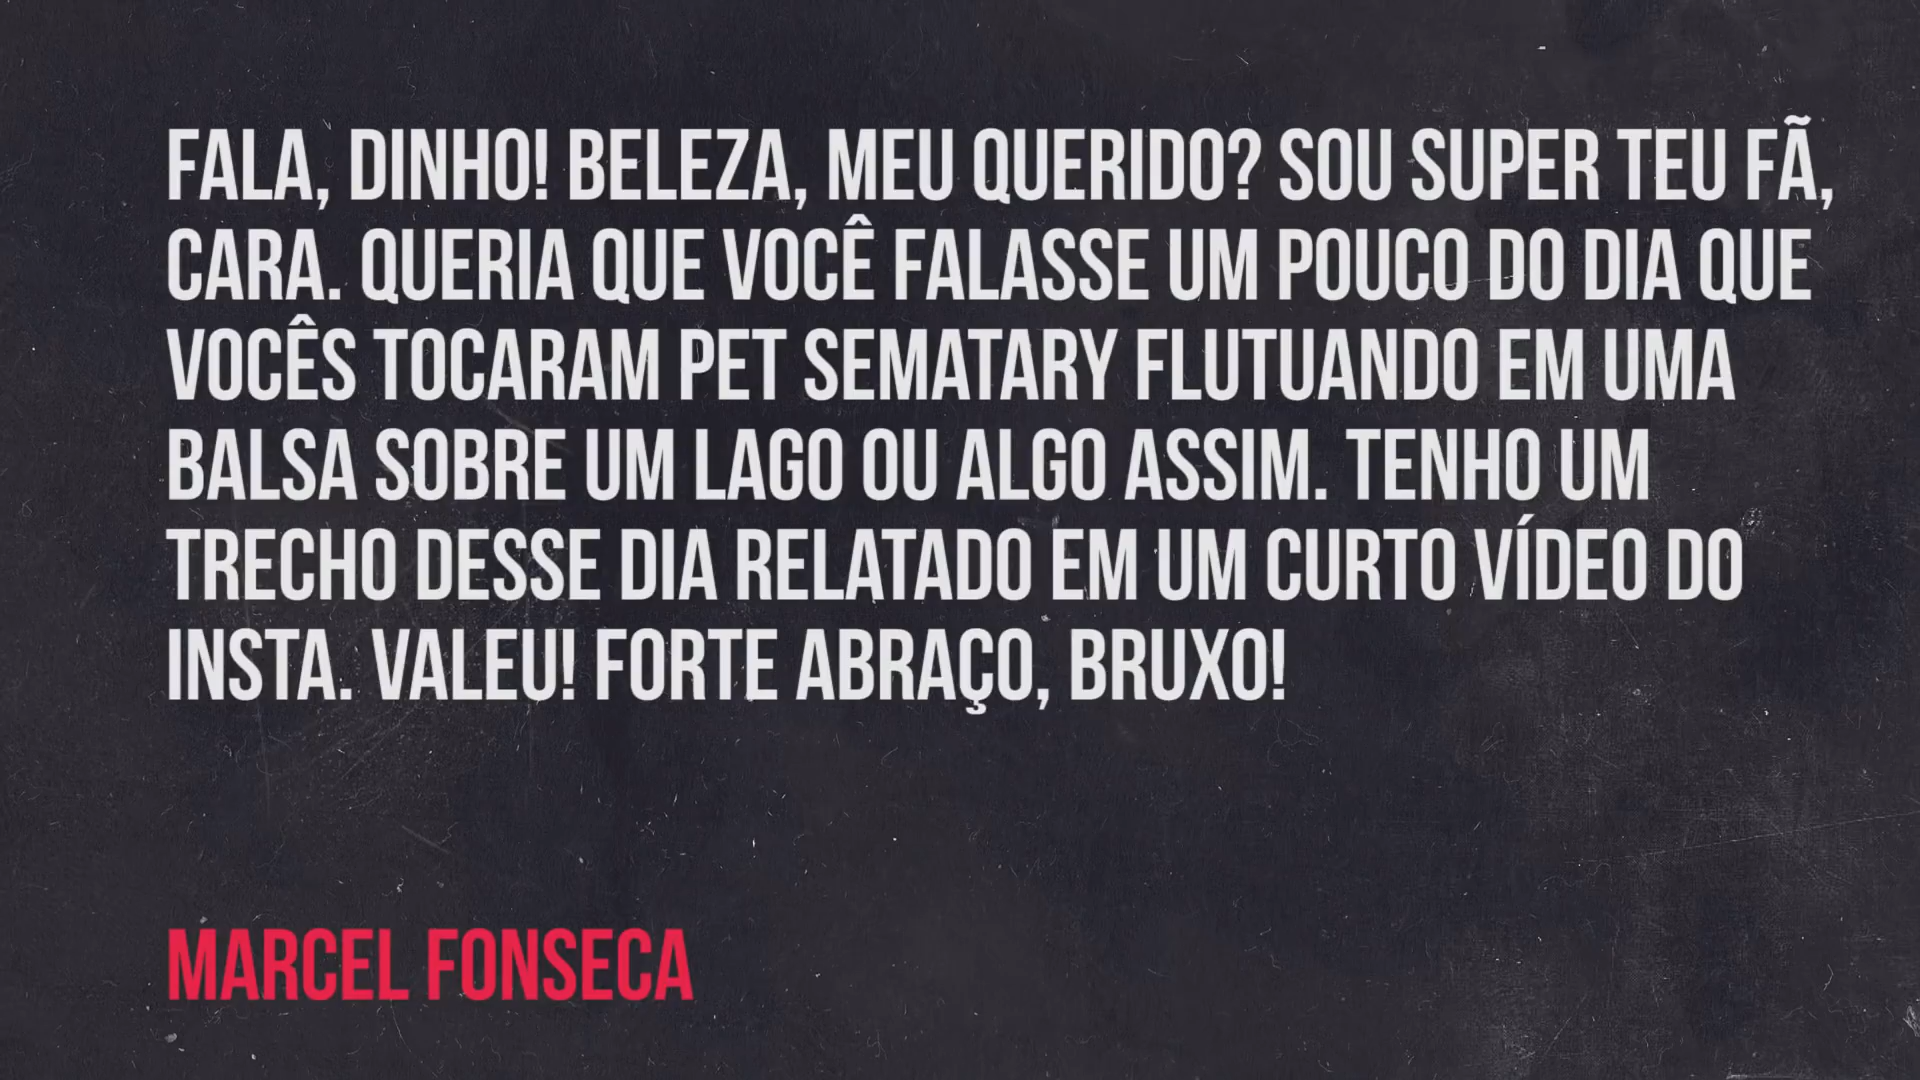 FALA, DINHO! BELEZA, MEU QUERIDO? SOU SUPER TEU FÃ,
CARA. QUERIA QUE VOCÊ FALASSE UM POUCO DO DIA QUE
VOCÊS TOCARAM PET SEMATARY FLUTUANDO EM UMA
BALSA SOBRE UM LAGO OU ALGO ASSIM. TENHO UM
TRECHO DESSE DIA RELATADO EM UM CURTO VÍDEO DO
INSTA. VALEU! FORTE ABRAÇO, BRUXO!
MARCEL FONSECA